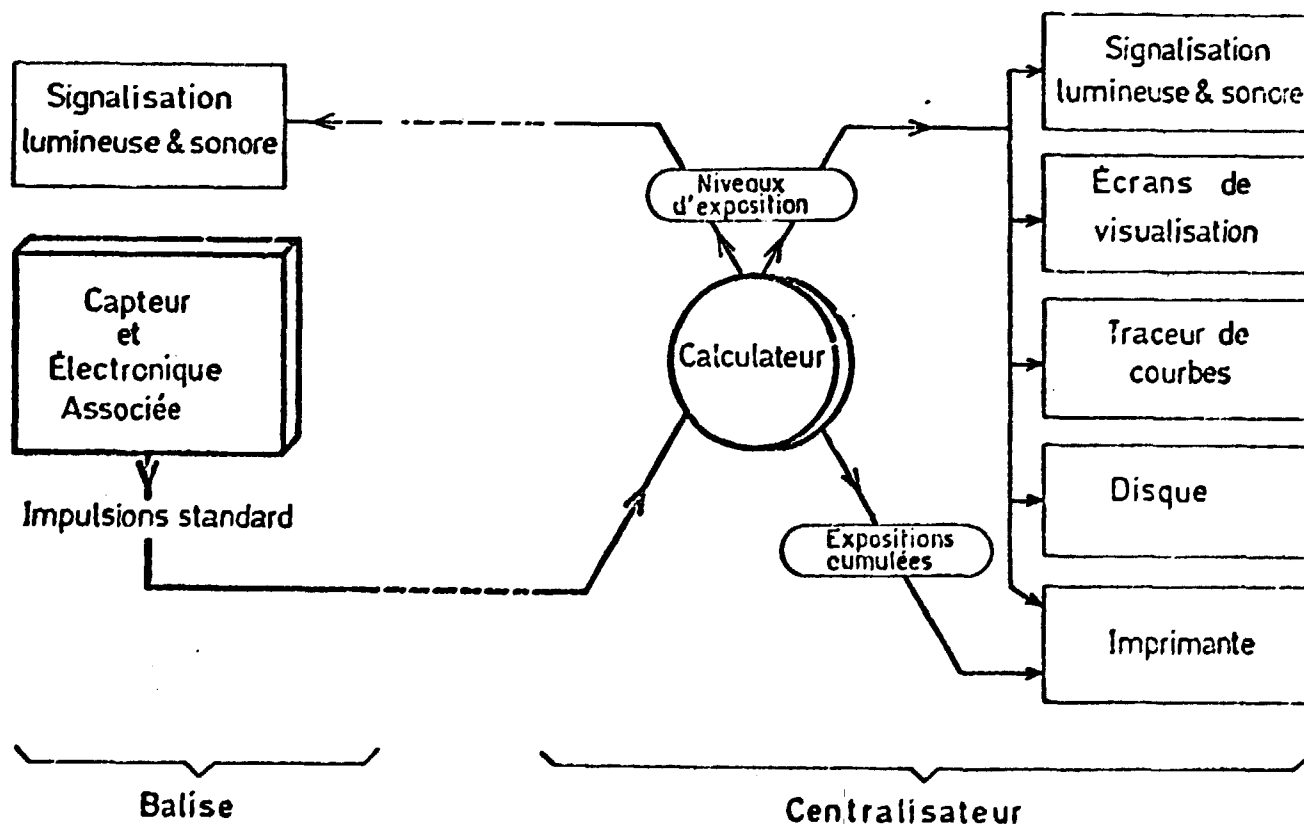 Signalisation
lumineuse & sonore
Capteur
et
Électronique
Associée
Impulsions standard
Niveaux
d'exposition
Calculateur
Expositions
cumulées
Signalisation
lumineuse & sonore
Écrans de
visualisation
Traceur de
courbes
Disque
Imprimante
Balise
Centralisateur